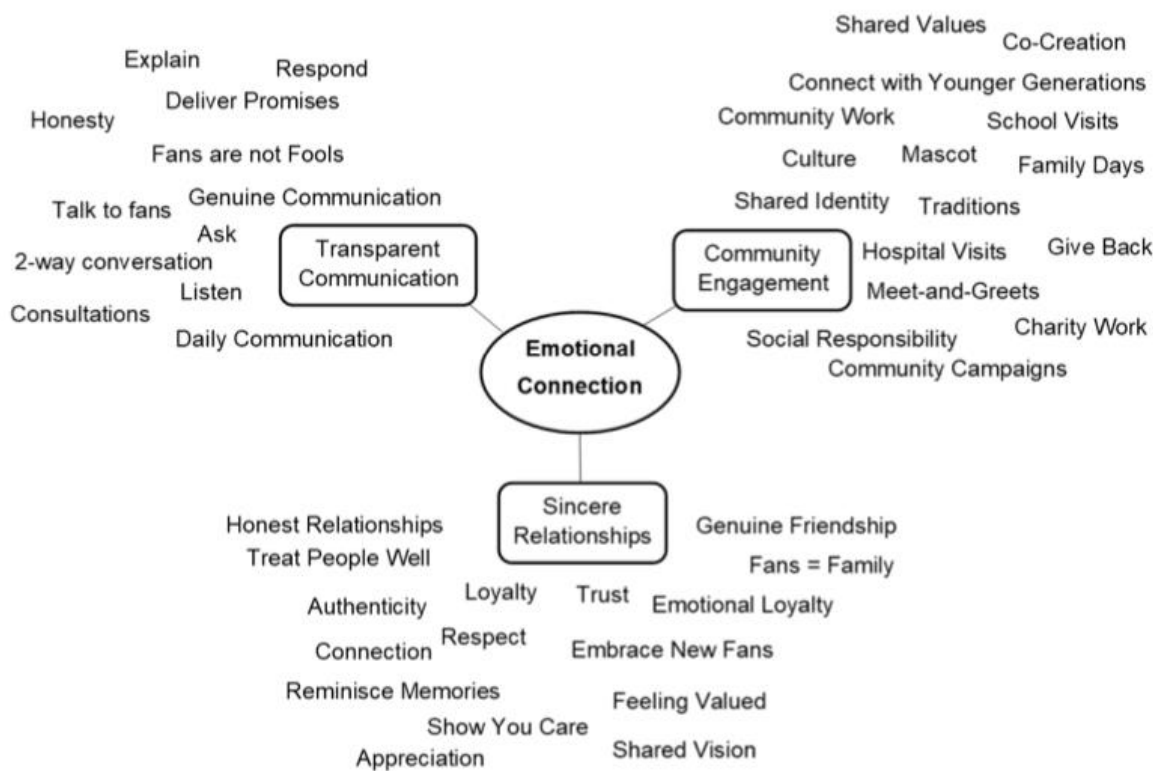 Explain
Respond
Deliver Promises
Honesty
Fans are not Fools
Genuine Communication
Talk to fans
Ask
2-way conversation
Listen
Consultations
Daily Communication
Transparent
Communication
Shared Values
Co-Creation
Connect with Younger Generations
Community Work
School Visits
Culture
Mascot
Family Days
Shared Identity
Traditions
Community
Engagement
Hospital Visits
Give Back
Meet-and-Greets
Charity Work
Social Responsibility
Community Campaigns
Emotional
Connection
Sincere
Relationships
Honest Relationships
Genuine Friendship
Treat People Well
Fans = Family
Loyalty
Trust
Authenticity
Emotional Loyalty
Respect
Connection
Embrace New Fans
Reminisce Memories
Feeling Valued
Show You Care
Shared Vision
Appreciation